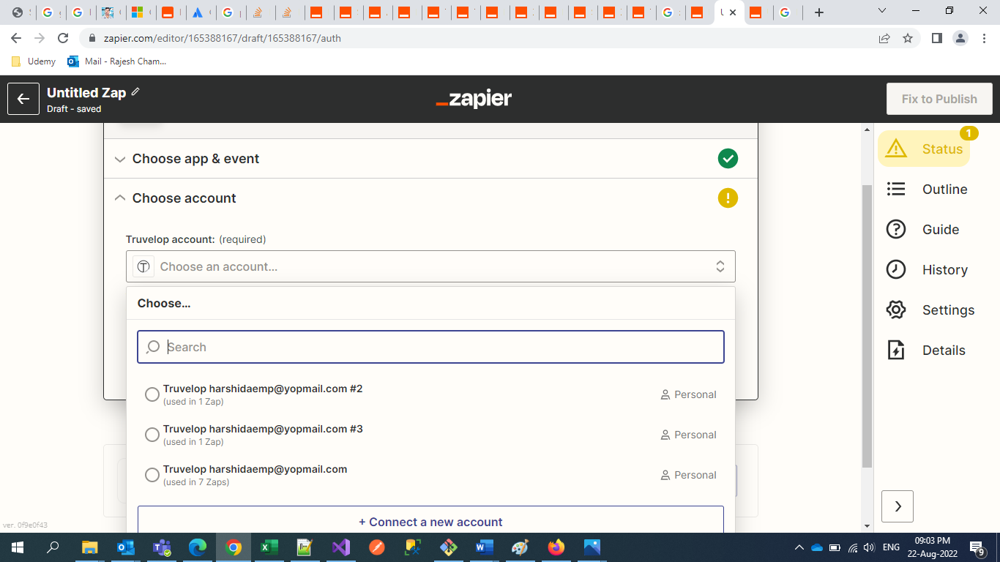 zapier.com/editor/165388167/draft/165388167/auth
Udemy
Mail - Rajesh Cham...
Untitled Zap
Draft - saved
zapier
Fix to Publish
Choose app & event
Choose account
Truvelop account: (required)
Choose an account...
Choose...
Search
Truvelop harshidaemp@yopmail.com #2
(used in 1 Zap)
Personal
Truvelop harshidaemp@yopmail.com #3
(used in 1 Zap)
Personal
Truvelop harshidaemp@yopmail.com
(used in 7 Zaps)
Personal
+ Connect a new account
1
Status
Outline
Guide
History
Settings
Details
ver. 0f9e0f43
ENG
09:03 PM
22-Aug-2022
9